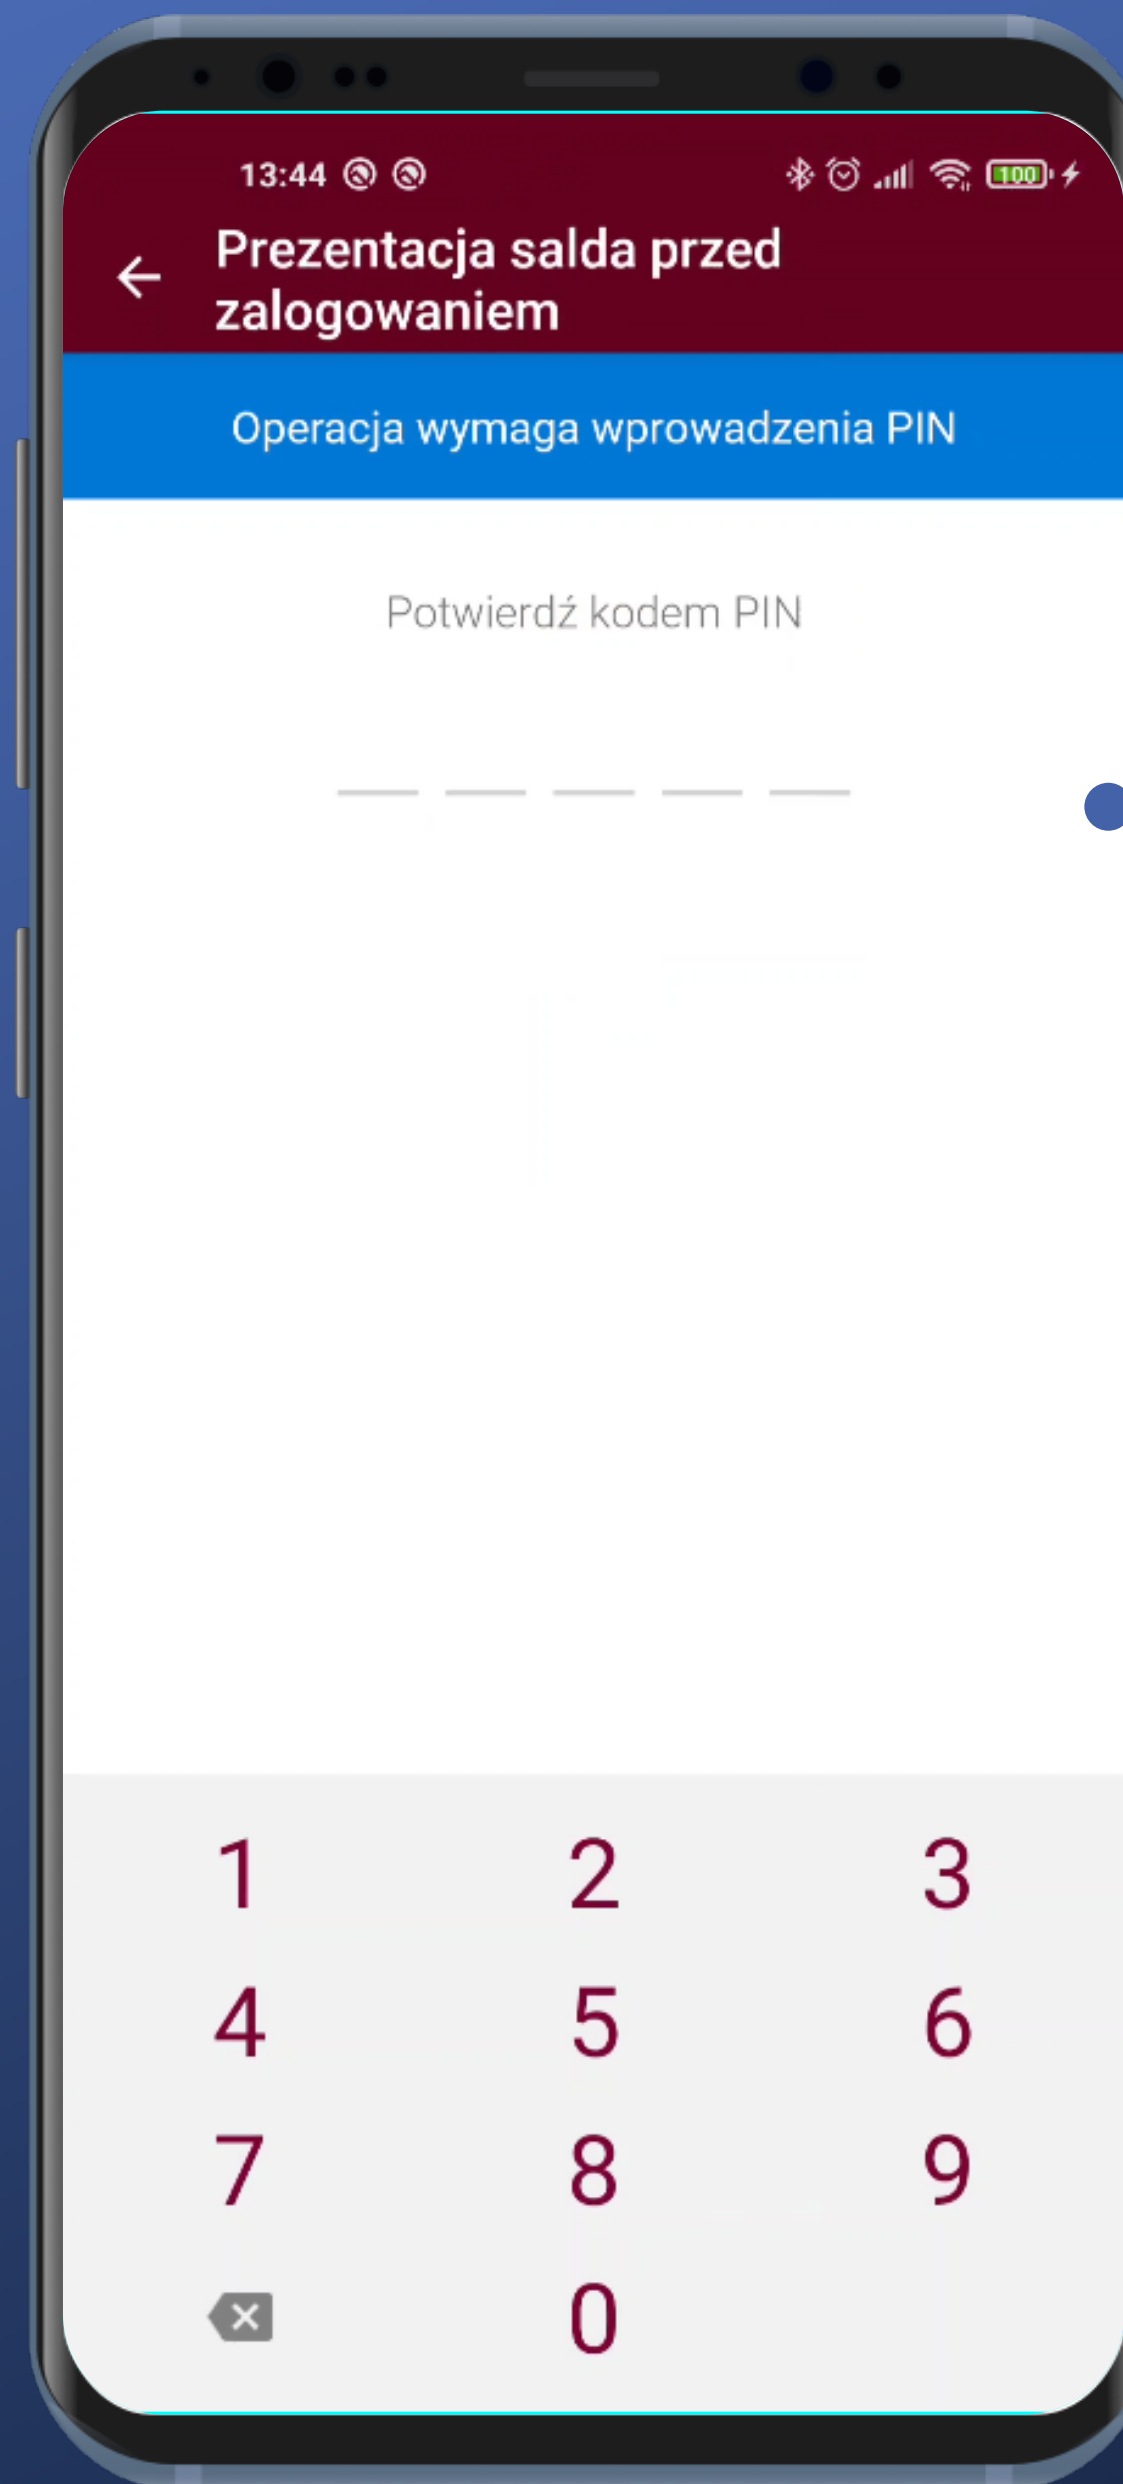 13:44 100
Prezentacja salda przed
zalogowaniem
Operacja wymaga wprowadzenia PIN
Potwierdź kodem PIN
1 2 3
4 5 6
7 8 9
0